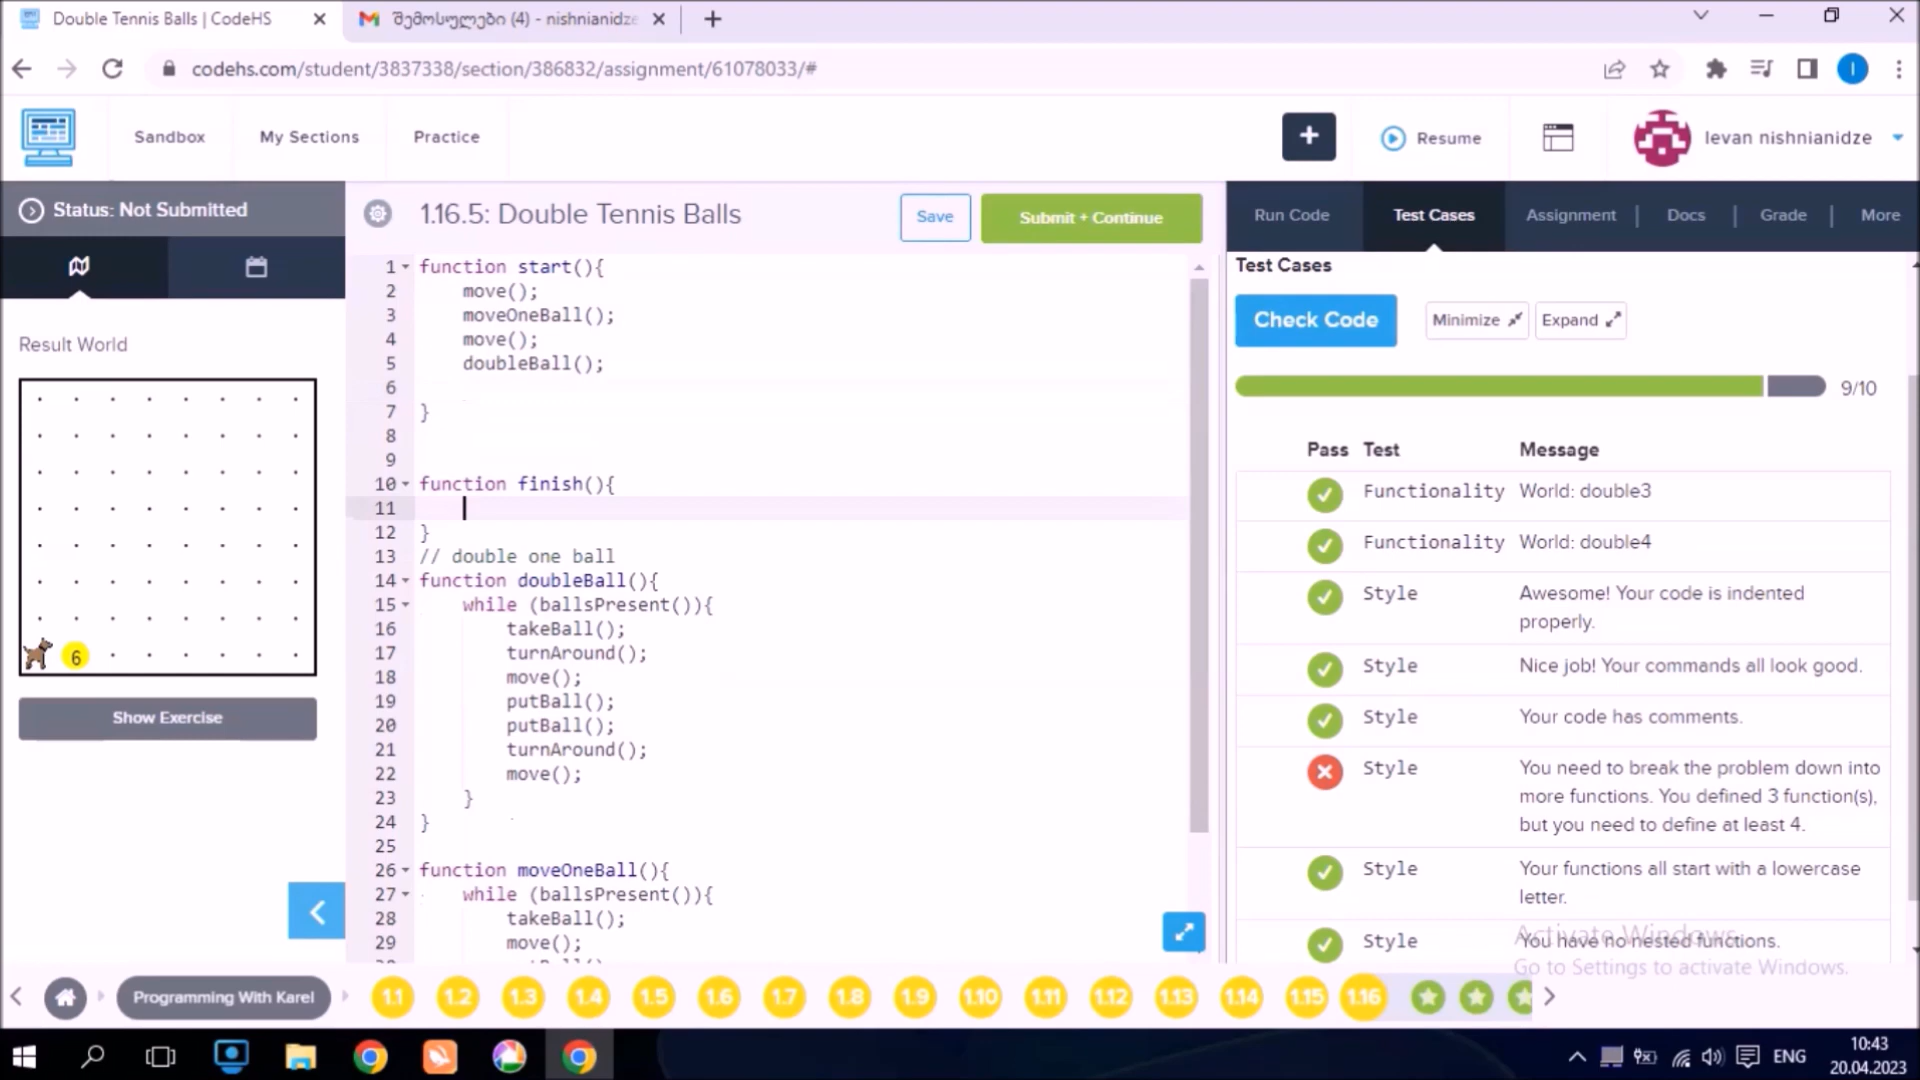 Double Tennis Balls | CodeHS
შემოსულები (4) - nishnianidze
codehs.com/student/3837338/section/386832/assignment/61078033/#
I
Sandbox
My Sections
Practice
+
Resume
levan nishnianidze
Status: Not Submitted
1.16.5: Double Tennis Balls
Save
Submit + Continue
Run Code
Test Cases
Assignment
Docs
Grade
More
Result World
6
Show Exercise
1 function start(){
2 move();
3 moveOneBall();
4 move();
5 doubleBall();
6
7 }
8
9
10 function finish(){
11
12 }
13 // double one ball
14 function doubleBall(){
15 while (ballsPresent()){
16 takeBall();
17 turnAround();
18 move();
19 putBall();
20 putBall();
21 turnAround();
22 move();
23 }
24 }
25
26 function moveOneBall(){
27 while (ballsPresent()){
28 takeBall();
29 move();
Test Cases
Check Code
Minimize
Expand
9/10
Pass Test Message
Functionality World: double3
Functionality World: double4
Style Awesome! Your code is indented
properly.
Style Nice job! Your commands all look good.
Style Your code has comments.
Style You need to break the problem down into
more functions. You defined 3 function(s),
but you need to define at least 4.
Style Your functions all start with a lowercase
letter.
Style You have no nested functions.
Activate Windows
Go to Settings to activate Windows.
Programming With Karel
1.1
1.2
1.3
1.4
1.5
1.6
1.7
1.8
1.9
1.10
1.11
1.12
1.13
1.14
1.15
1.16
ENG
10:43
20.04.2023